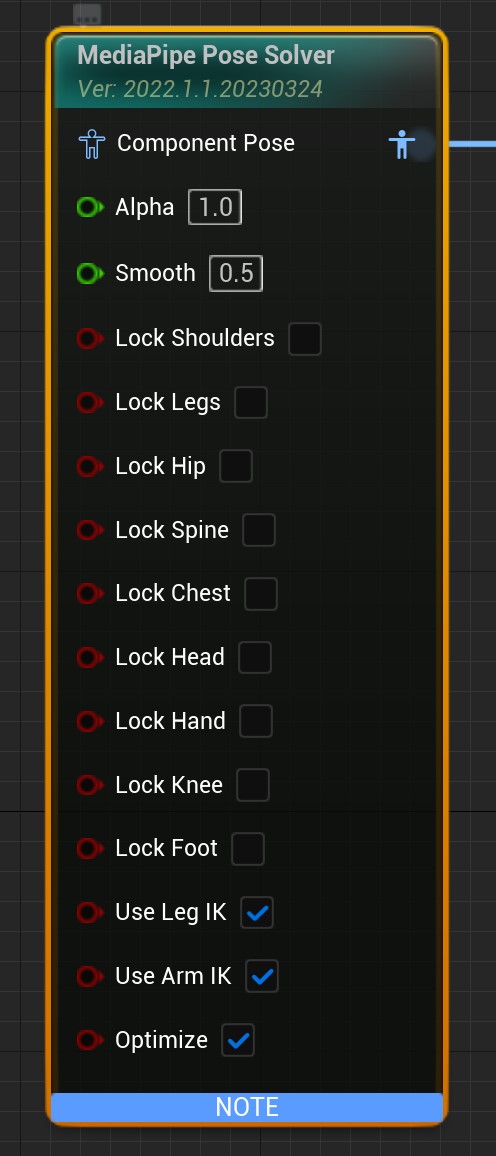 MediaPipe Pose Solver
Ver: 2022.1.1.20230324
Component Pose
Alpha 1.0
Smooth 0.5
Lock Shoulders
Lock Legs
Lock Hip
Lock Spine
Lock Chest
Lock Head
Lock Hand
Lock Knee
Lock Foot
Use Leg IK
Use Arm IK
Optimize
NOTE